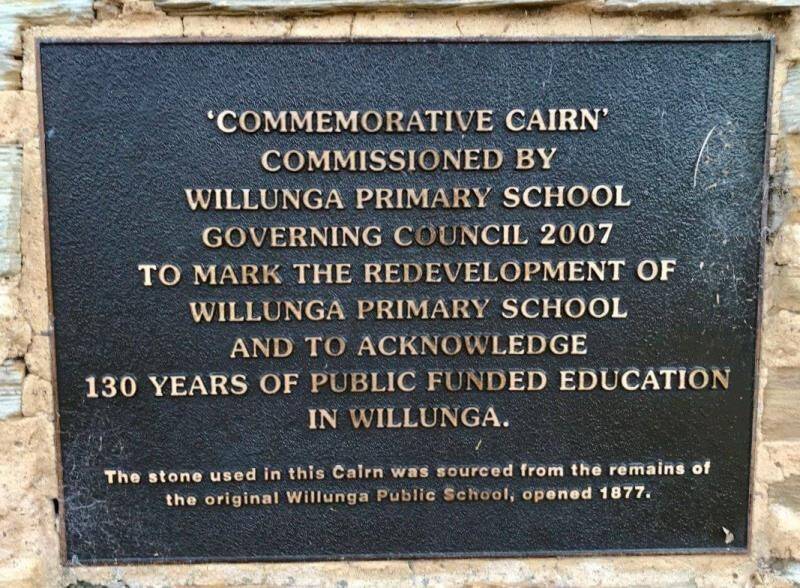 ‘COMMEMORATIVE CAIRN’
COMMISSIONED BY
WILLUNGA PRIMARY SCHOOL
GOVERNING COUNCIL 2007
TO MARK THE REDEVELOPMENT OF
WILLUNGA PRIMARY SCHOOL
AND TO ACKNOWLEDGE
130 YEARS OF PUBLIC FUNDED EDUCATION
IN WILLUNGA.
The stone used in this Cairn was sourced from the remains of
the original Willunga Public School, opened 1877.